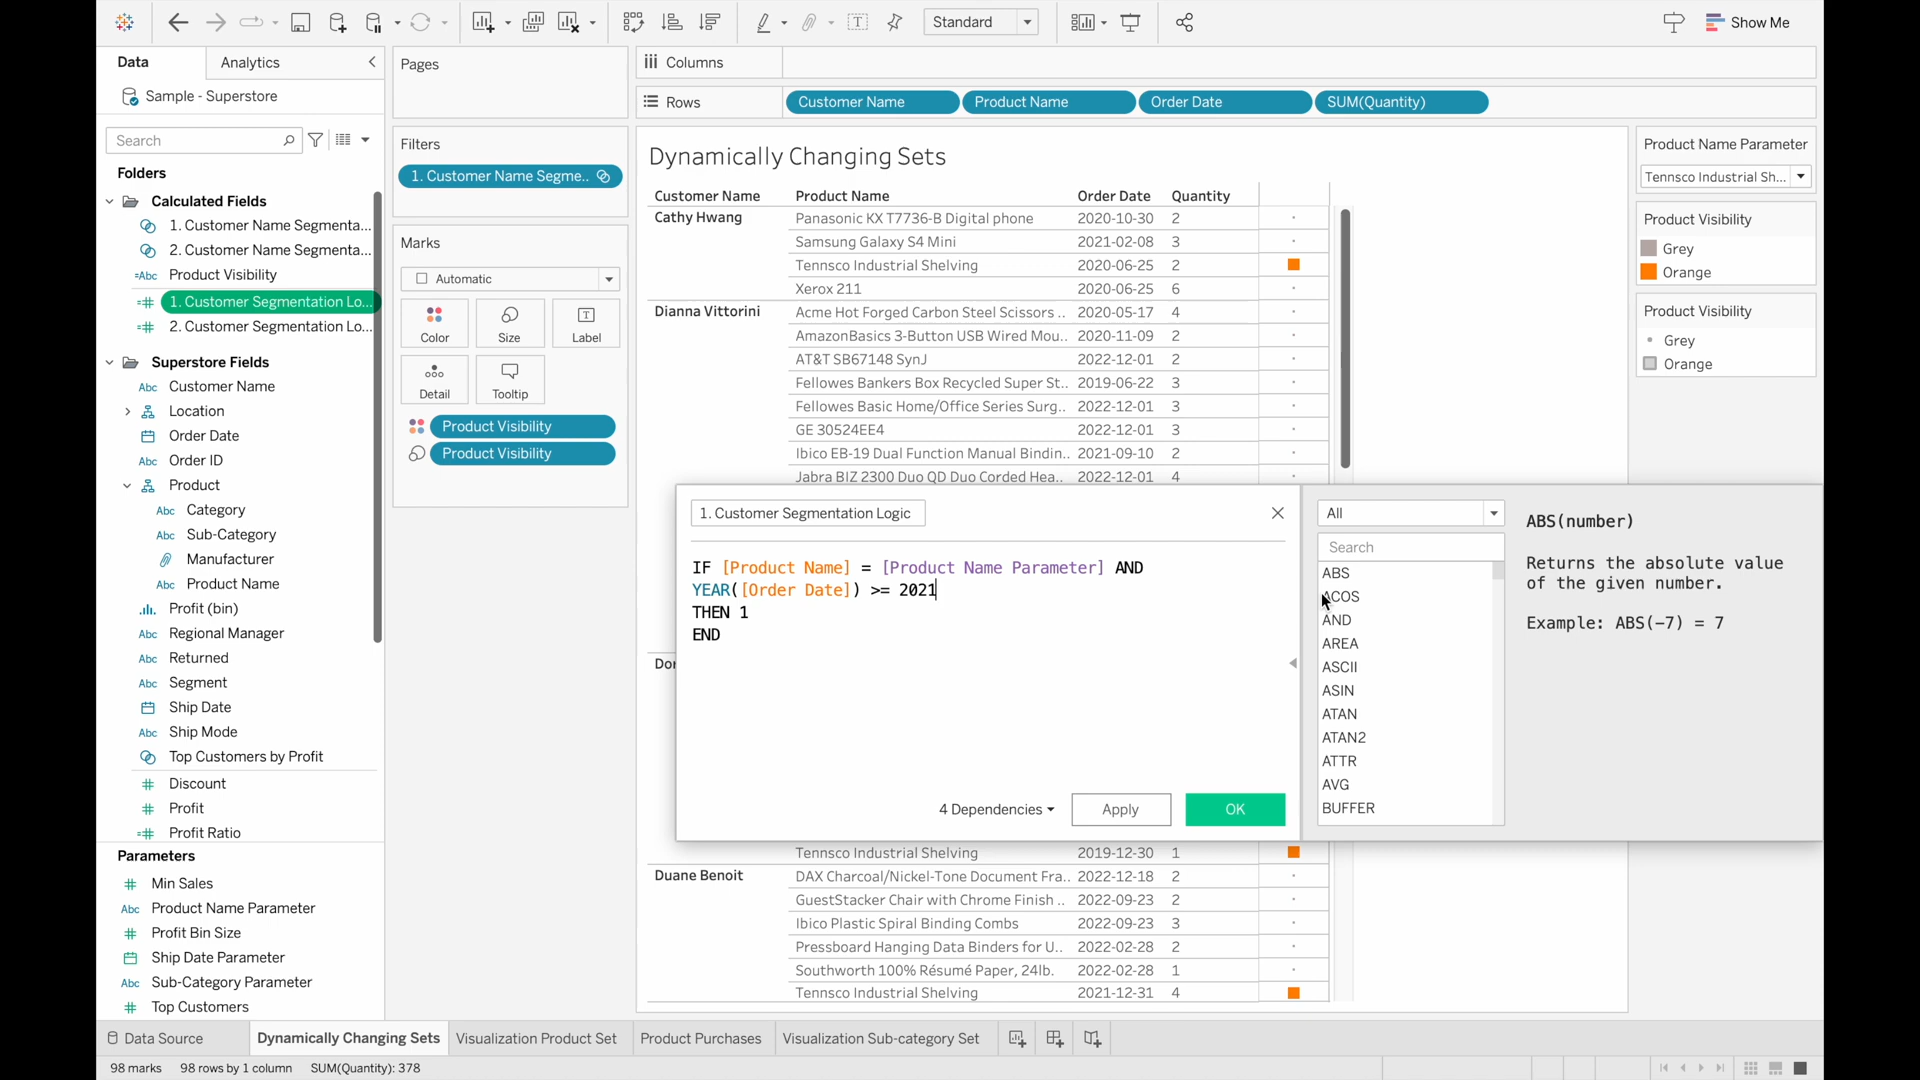 Standard
Show Me
Data
Analytics
Sample - Superstore
Search
Folders
Calculated Fields
1. Customer Name Segmenta...
2. Customer Name Segmenta...
=Abc Product Visibility
1. Customer Segmentation Lo...
2. Customer Segmentation Lo...
Superstore Fields
Abc Customer Name
Location
Order Date
Abc Order ID
Product
Abc Category
Abc Sub-Category
Manufacturer
Abc Product Name
Profit (bin)
Abc Regional Manager
Abc Returned
Abc Segment
Ship Date
Abc Ship Mode
Top Customers by Profit
Discount
Profit
Profit Ratio
Parameters
Min Sales
Abc Product Name Parameter
Profit Bin Size
Ship Date Parameter
Abc Sub-Category Parameter
Top Customers
Pages
Filters
1. Customer Name Segme..
Marks
Automatic
Color
Size
Label
Detail
Tooltip
Product Visibility
Product Visibility
Columns
Rows
Customer Name
Product Name
Order Date
SUM(Quantity)
Dynamically Changing Sets
Customer Name Product Name Order Date Quantity
Cathy Hwang Panasonic KX T7736-B Digital phone 2020-10-30 2
Samsung Galaxy S4 Mini 2021-02-08 3
Tennsco Industrial Shelving 2020-06-25 2
Xerox 211 2020-06-25 6
Dianna Vittorini Acme Hot Forged Carbon Steel Scissors .. 2020-05-17 4
AmazonBasics 3-Button USB Wired Mou.. 2020-11-09 2
AT&T SB67148 SynJ 2022-12-01 2
Fellowes Bankers Box Recycled Super St.. 2019-06-22 3
Fellowes Basic Home/Office Series Surg.. 2022-12-01 3
GE 30524EE4 2022-12-01 3
Ibico EB-19 Dual Function Manual Bindin.. 2021-09-10 2
Jabra BIZ 2300 Duo QD Duo Corded Hea.. 2022-12-01 4
Dor
Tennsco Industrial Shelving 2019-12-30 1
Duane Benoit DAX Charcoal/Nickel-Tone Document Fra.. 2022-12-18 2
GuestStacker Chair with Chrome Finish .. 2022-09-23 2
Ibico Plastic Spiral Binding Combs 2022-09-23 3
Pressboard Hanging Data Binders for U.. 2022-02-28 2
Southworth 100% Résumé Paper, 24lb. 2022-02-28 1
Tennsco Industrial Shelving 2021-12-31 4
Product Name Parameter
Tennsco Industrial Sh...
Product Visibility
Grey
Orange
Product Visibility
Grey
Orange
1. Customer Segmentation Logic
IF [Product Name] = [Product Name Parameter] AND
YEAR([Order Date]) >= 2021
THEN 1
END
4 Dependencies
Apply
OK
All
Search
ABS
ACOS
AND
AREA
ASCII
ASIN
ATAN
ATAN2
ATTR
AVG
BUFFER
ABS(number)
Returns the absolute value
of the given number.
Example: ABS(-7) = 7
Data Source
Dynamically Changing Sets
Visualization Product Set
Product Purchases
Visualization Sub-category Set
98 marks 98 rows by 1 column SUM(Quantity): 378